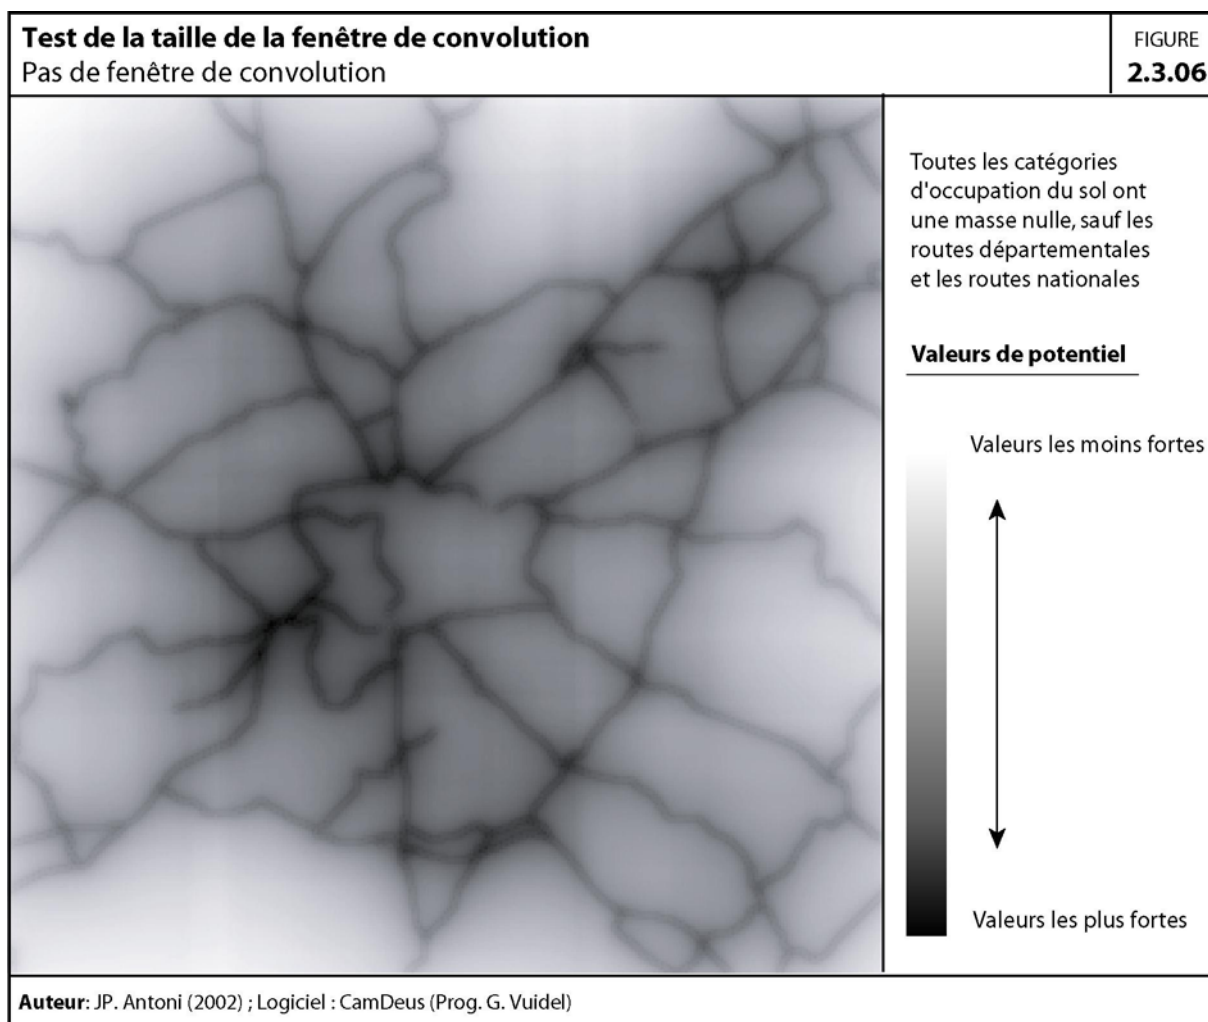 Test de la taille de la fenêtre de convolution
Pas de fenêtre de convolution
FIGURE
2.3.06
Toutes les catégories
d'occupation du sol ont
une masse nulle, sauf les
routes départementales
et les routes nationales
Valeurs de potentiel
Valeurs les moins fortes
Valeurs les plus fortes
Auteur: JP. Antoni (2002) ; Logiciel : CamDeus (Prog. G. Vuidel)